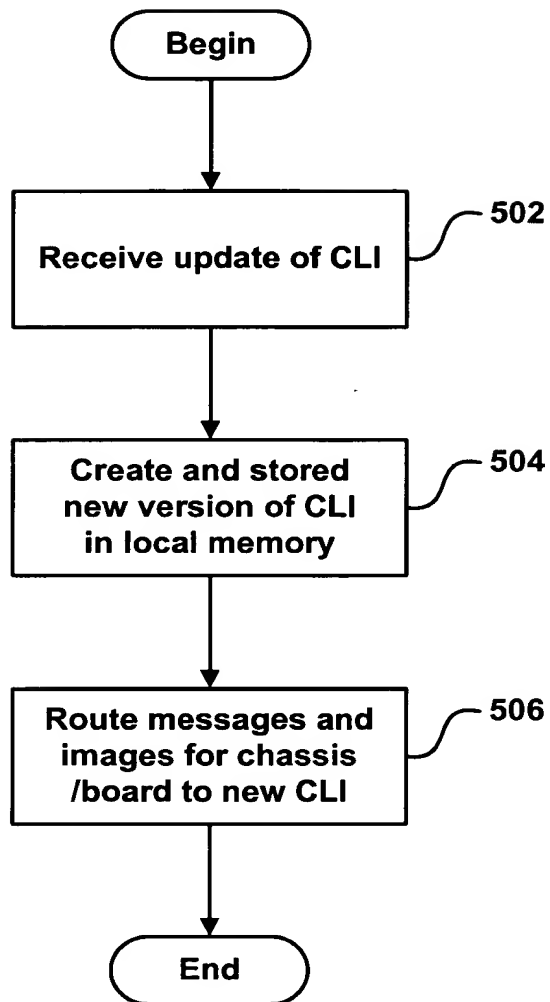 Begin
Receive update of CLI
502
Create and stored
new version of CLI
in local memory
504
Route messages and
images for chassis
/board to new CLI
506
End